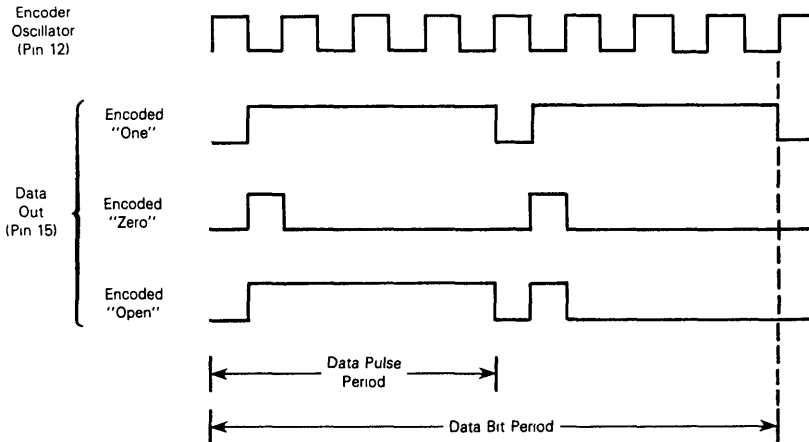 Encoder
Oscillator
(Pin 12)
Encoded
"One"
Data
Out
(Pin 15)
Encoded
"Zero"
Encoded
"Open"
Data Pulse
Period
Data Bit Period